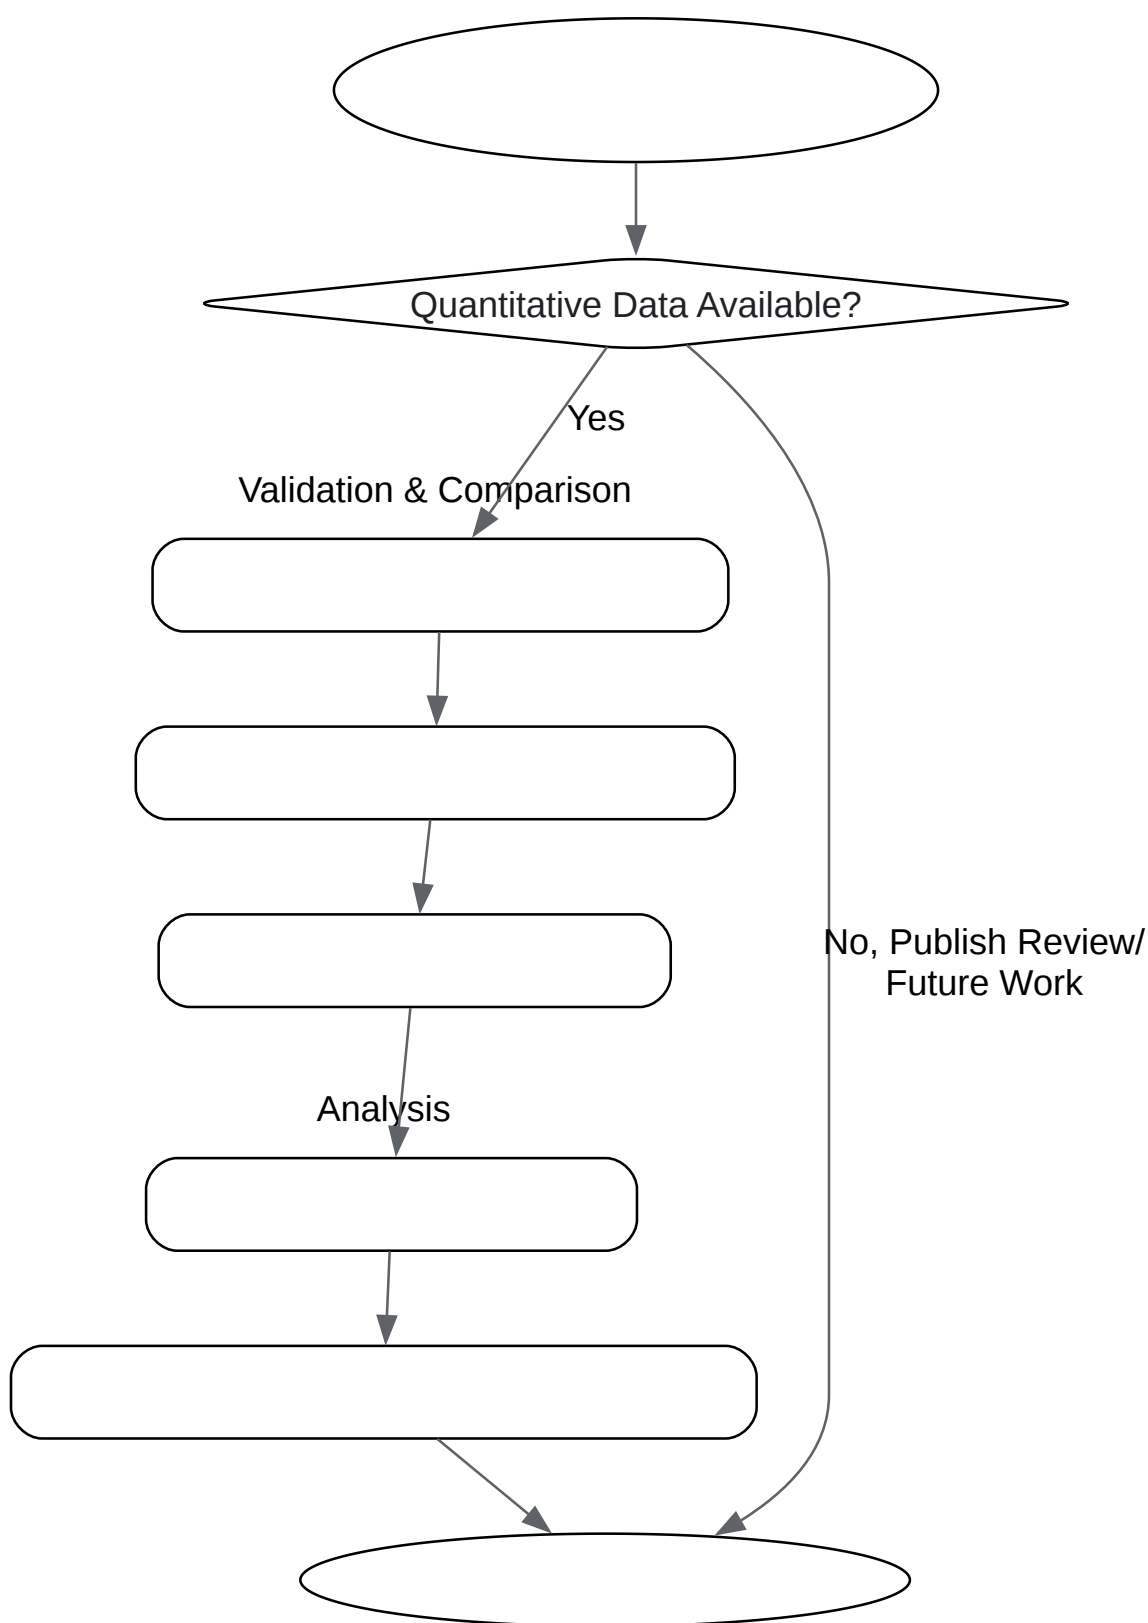 Quantitative Data Available?
Yes
Validation & Comparison
No, Publish Review/
Future Work
Analysis